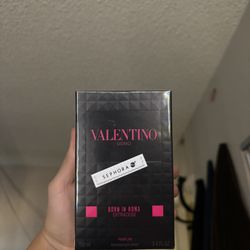 VALENTINO
UOMO
SEPHORA
BORN IN ROMA
EXTRADOSE
PARFUM